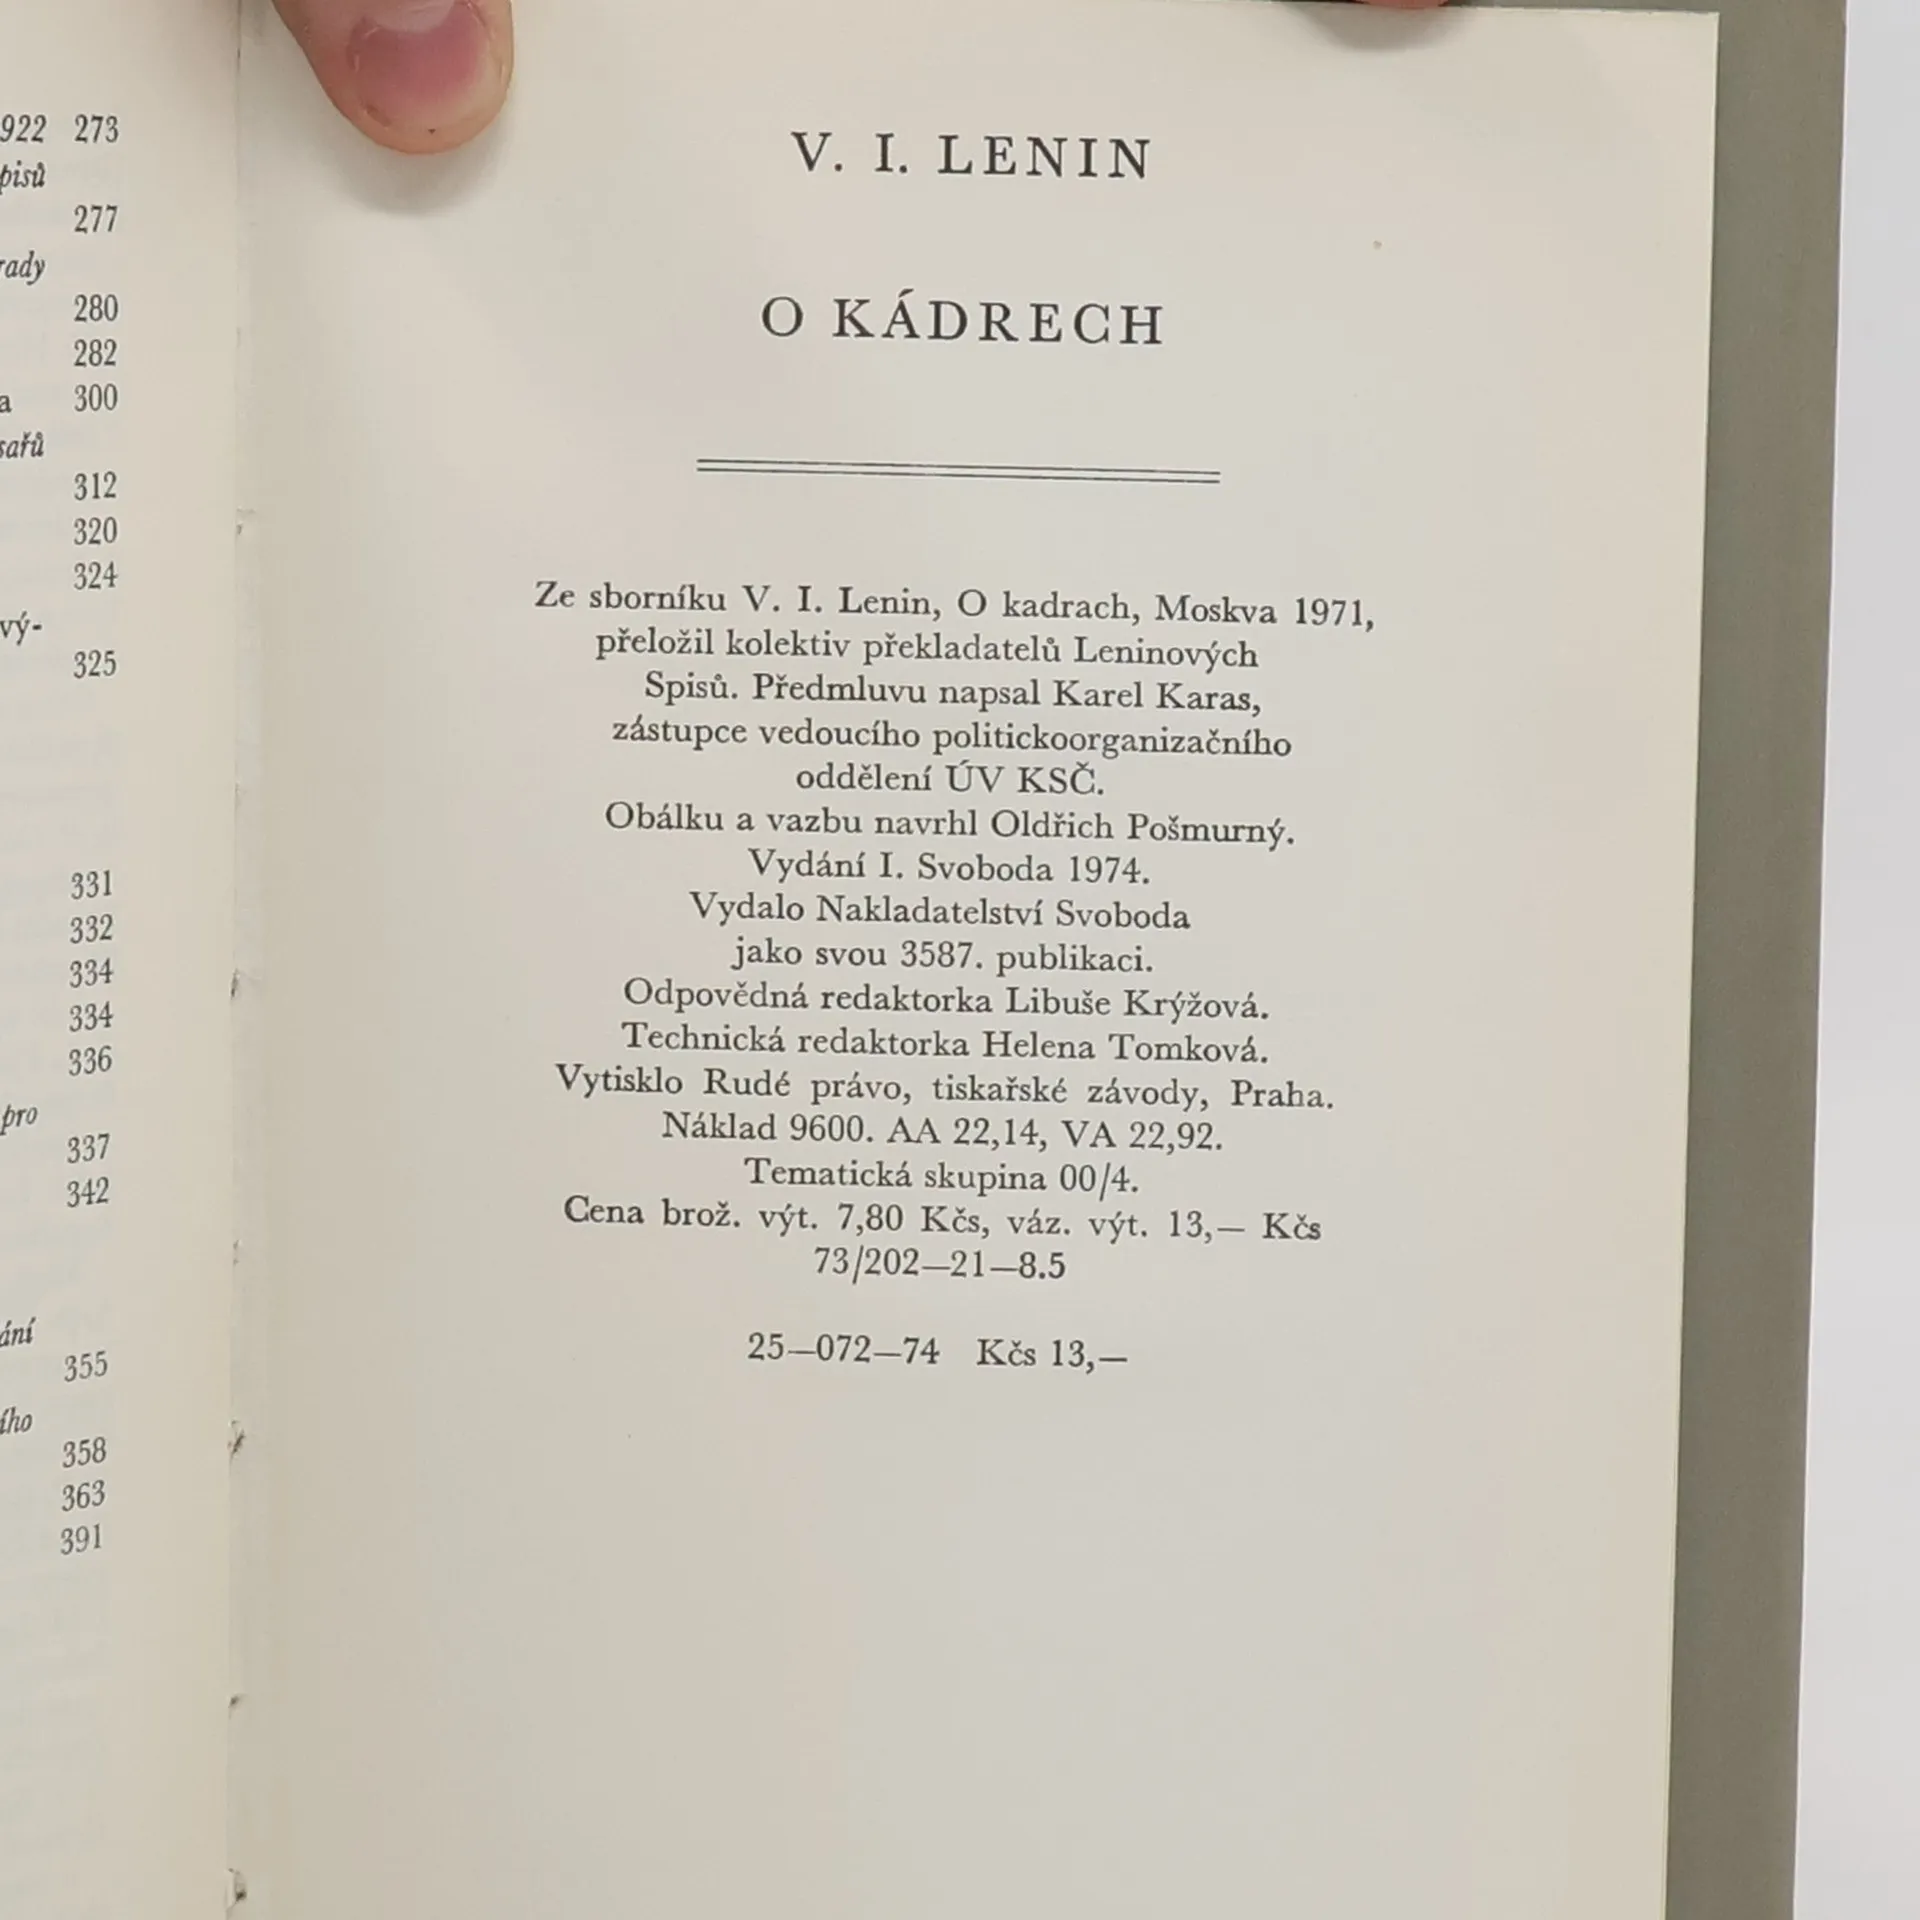 922 273
pisů
277
rady
280
282
a 300
sařů
312
320
324
vý-
325
331
332
334
334
336
pro
337
342
ání
355
ího
358
363
391
V. I. LENIN
O KÁDRECH
Ze sborníku V. I. Lenin, O kadrach, Moskva 1971,
přeložil kolektiv překladatelů Leninových
Spisů. Předmluvu napsal Karel Karas,
zástupce vedoucího politickoorganizačního
oddělení ÚV KSČ.
Obálku a vazbu navrhl Oldřich Pošmurný.
Vydání I. Svoboda 1974.
Vydalo Nakladatelství Svoboda
jako svou 3587. publikaci.
Odpovědná redaktorka Libuše Krýžová.
Technická redaktorka Helena Tomková.
Vytisklo Rudé právo, tiskařské závody, Praha.
Náklad 9600. AA 22,14, VA 22,92.
Tematická skupina 00/4.
Cena brož. výt. 7,80 Kčs, váz. výt. 13,— Kčs
73/202—21—8.5
25—072—74 Kčs 13,—